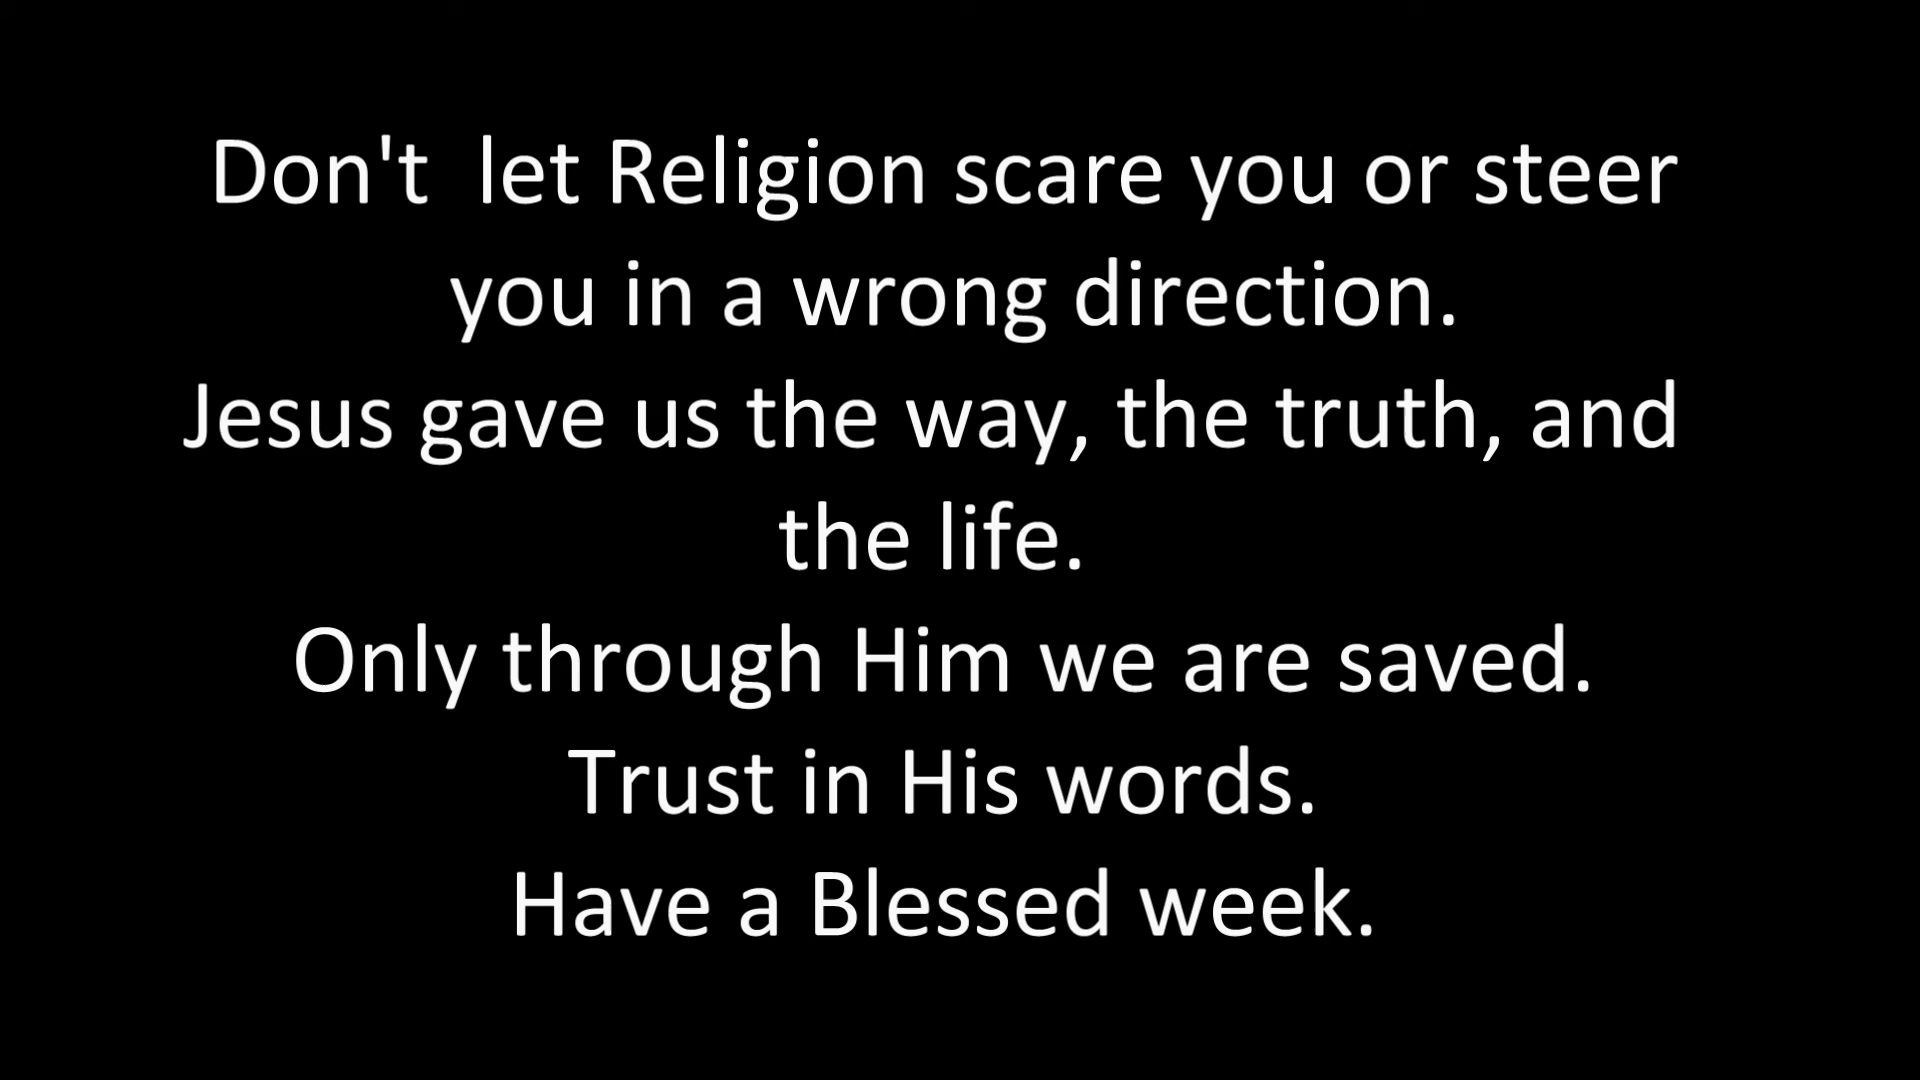 Don't  let Religion scare you or steer
you in a wrong direction.
Jesus gave us the way, the truth, and
the life.
Only through Him we are saved.
Trust in His words.
Have a Blessed week.